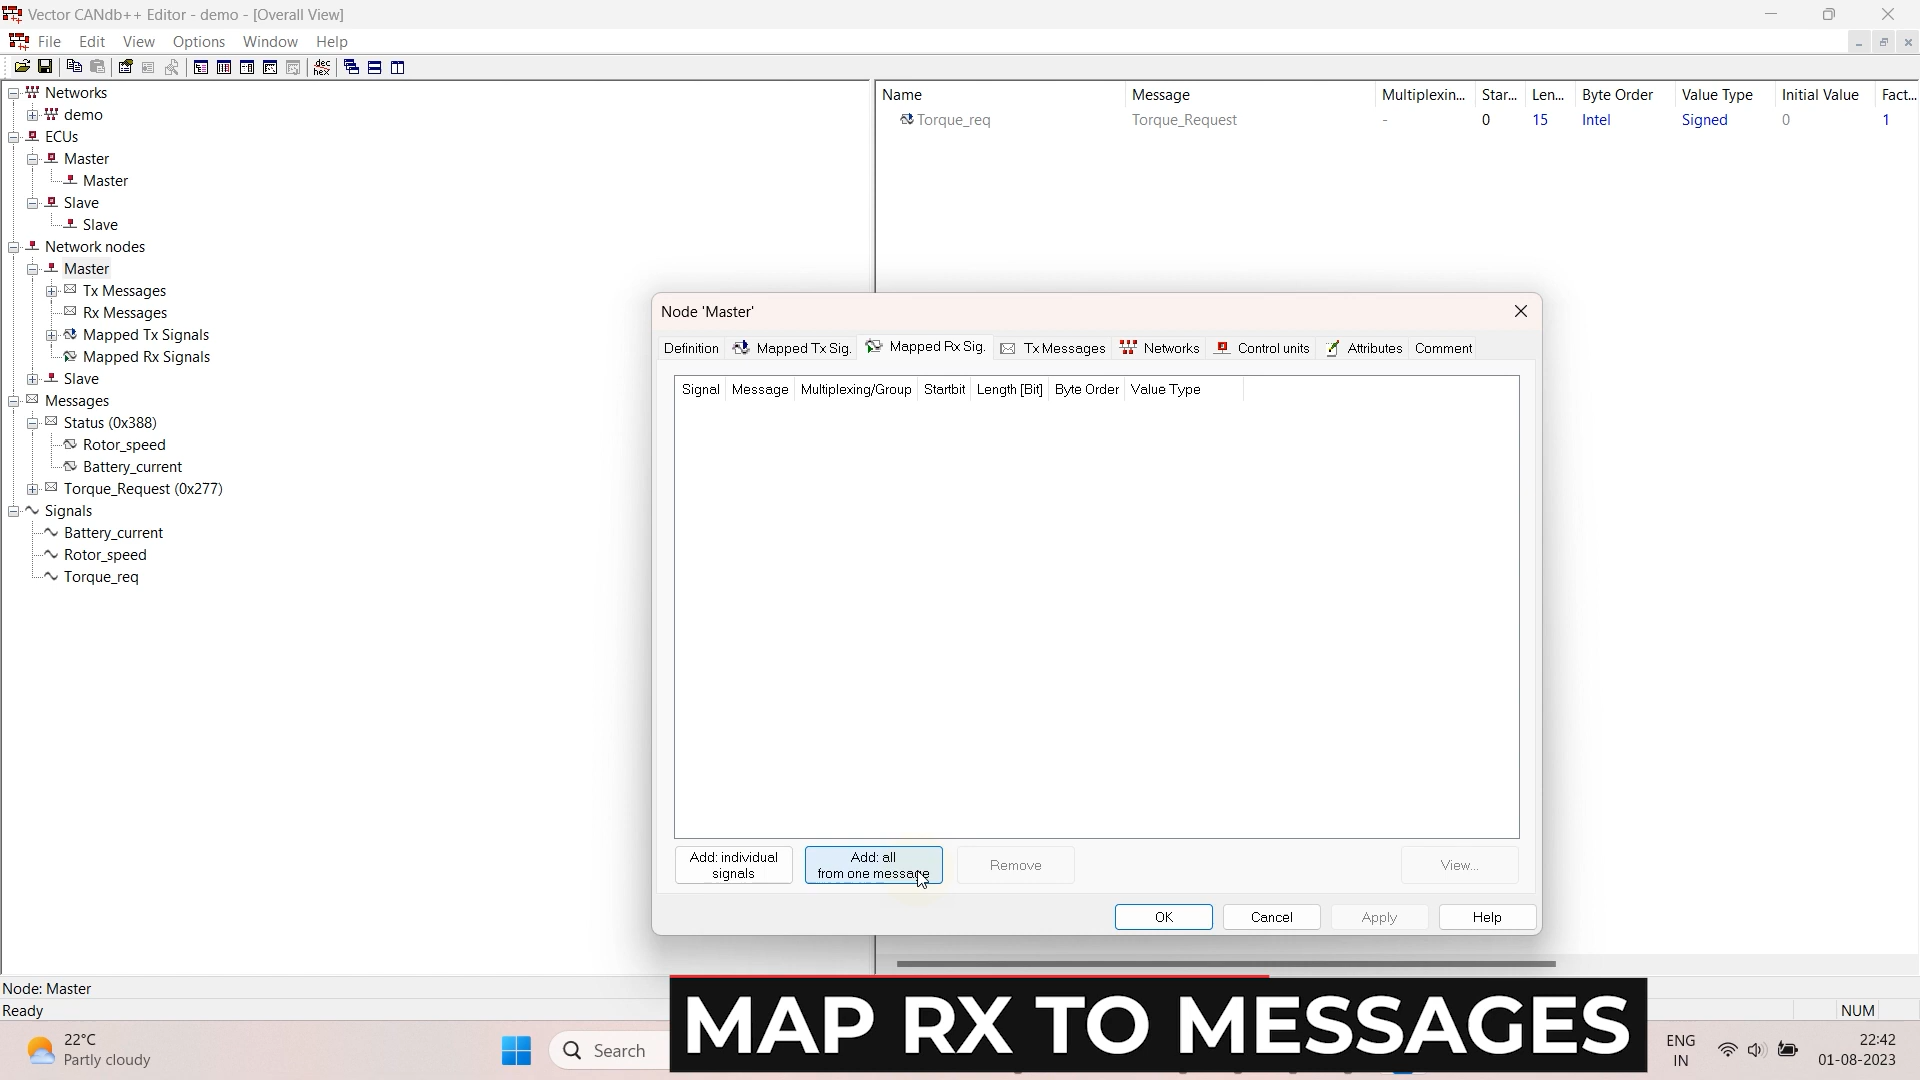 Vector CANdb++ Editor - demo - [Overall View]
File Edit View Options Window Help
dec
hex
Networks
demo
ECUs
Master
Master
Slave
Slave
Network nodes
Master
Tx Messages
Rx Messages
Mapped Tx Signals
Mapped Rx Signals
Slave
Messages
Status (0x388)
Rotor_speed
Battery_current
Torque_Request (0x277)
Signals
Battery_current
Rotor_speed
Torque_req
Name Message Multiplexin... Star... Len... Byte Order Value Type Initial Value Fact...
Torque_req Torque_Request - 0 15 Intel Signed 0 1
Node 'Master'
Definition Mapped Tx Sig. Mapped Rx Sig. Tx Messages Networks Control units Attributes Comment
Signal Message Multiplexing/Group Startbit Length [Bit] Byte Order Value Type
Add: individual
signals
Add: all
from one message
Remove
View...
OK Cancel Apply Help
Node: Master
Ready
NUM
MAP RX TO MESSAGES
22°C
Partly cloudy
Search
ENG
IN
22:42
01-08-2023